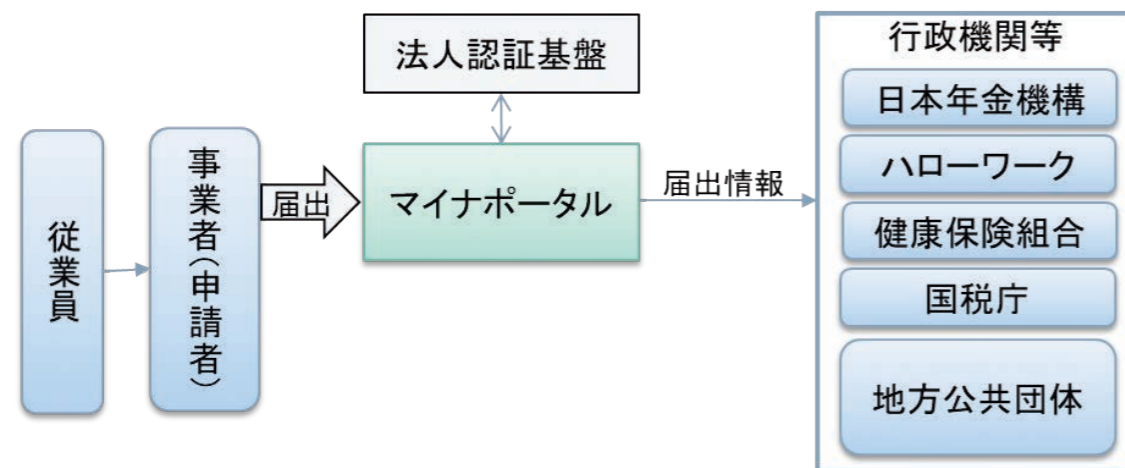 法人認証基盤
従業員
事業者(申請者)
届出
マイナポータル
届出情報
行政機関等
日本年金機構
ハローワーク
健康保険組合
国税庁
地方公共団体